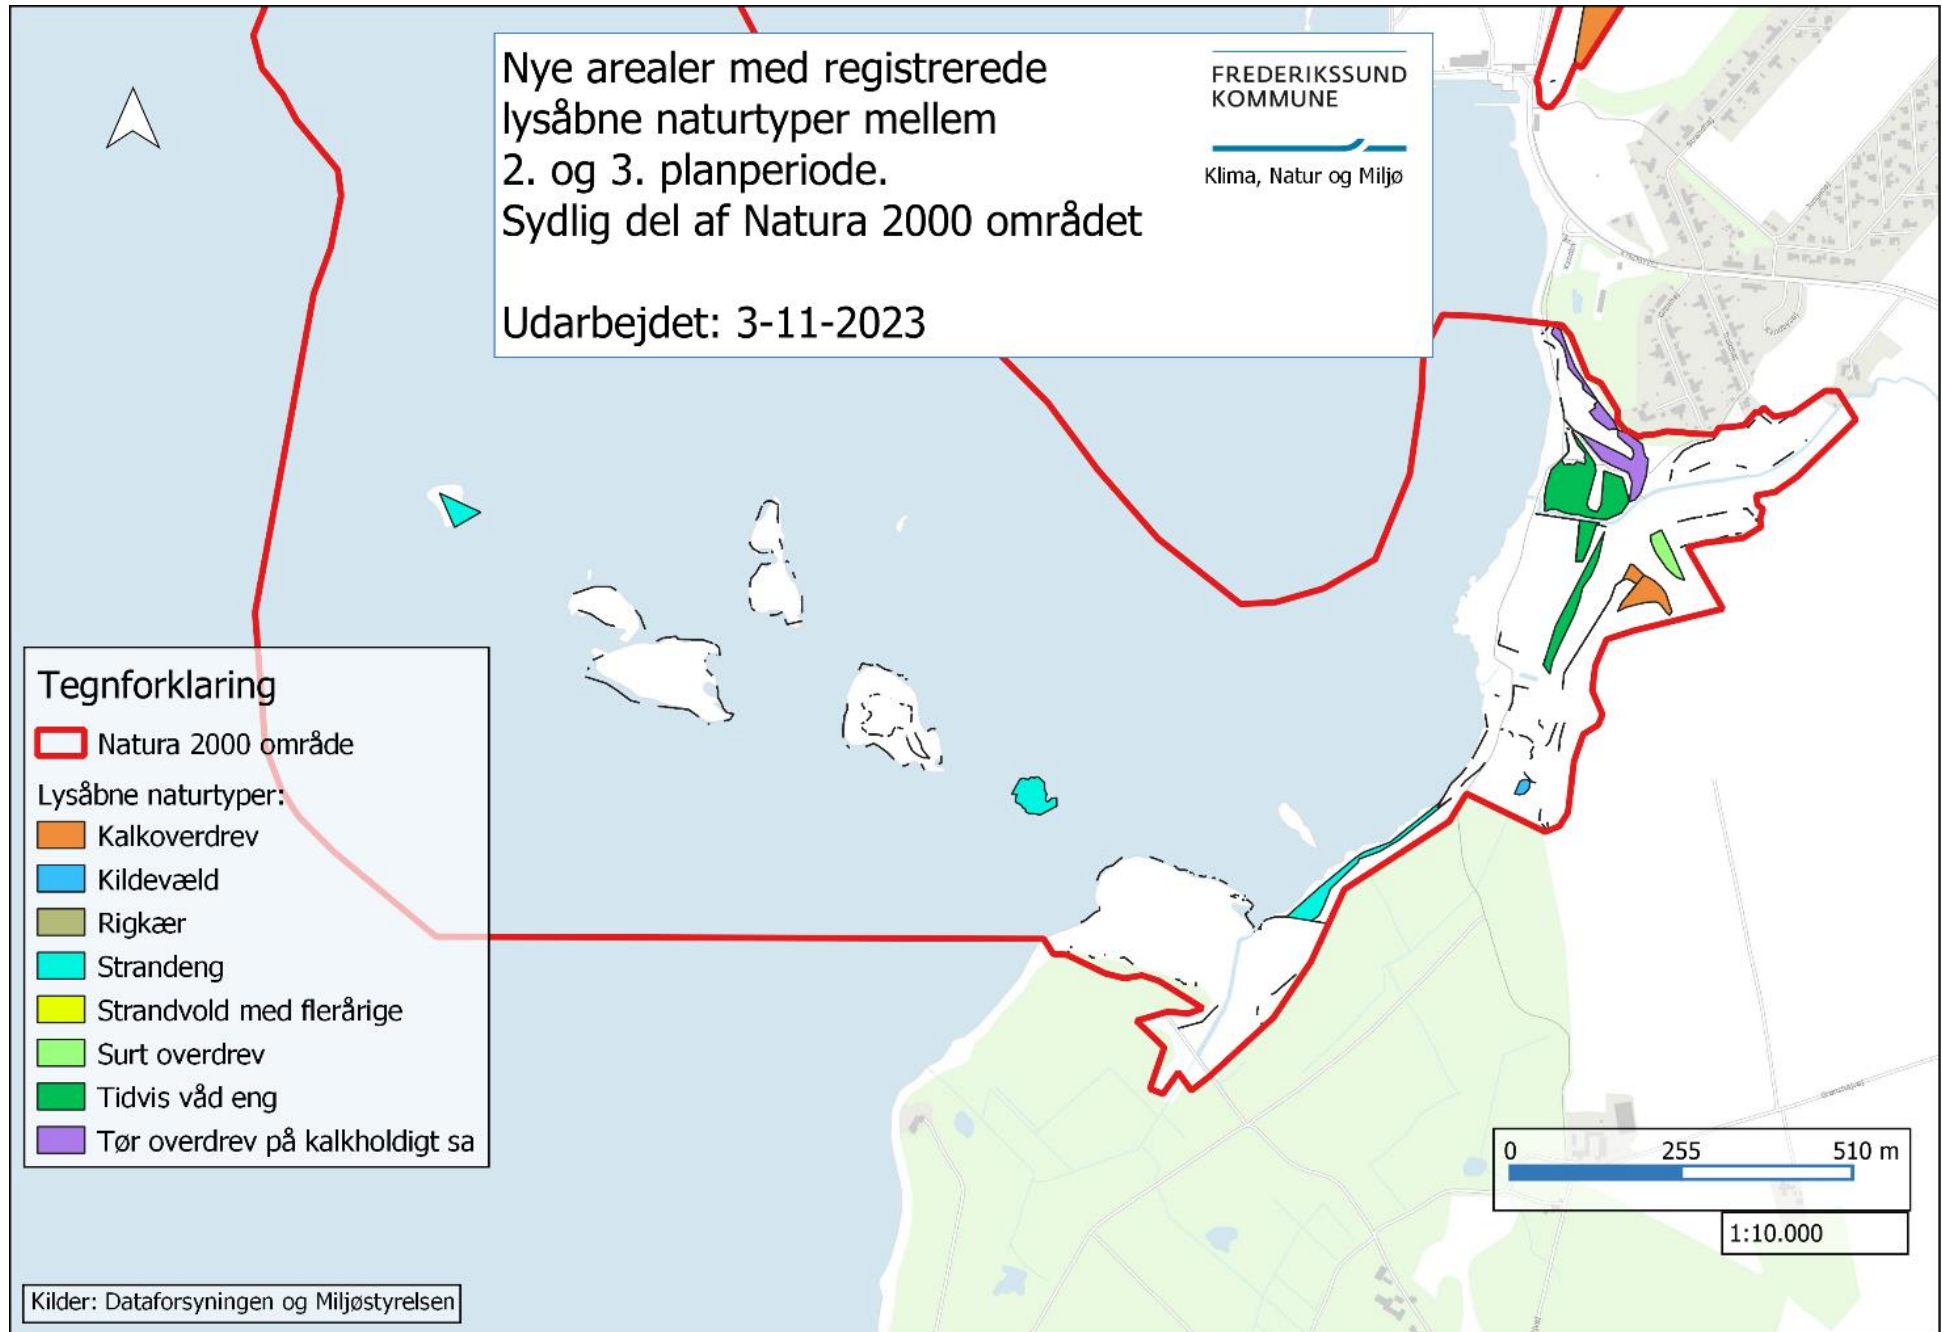 Nye arealer med registrerede
lysåbne naturtyper mellem
2. og 3. planperiode.
Sydlig del af Natura 2000 området
Udarbejdet: 3-11-2023
FREDERIKSSUND
KOMMUNE
Klima, Natur og Miljø
Tegnforklaring
Natura 2000 område
Lysåbne naturtyper:
Kalkoverdrev
Kildevæld
Rigkær
Strandeng
Strandvold med flerårige
Surt overdrev
Tidvis våd eng
Tør overdrev på kalkholdigt sa
0 255 510 m
1:10.000
Kilder: Dataforsyningen og Miljøstyrelsen